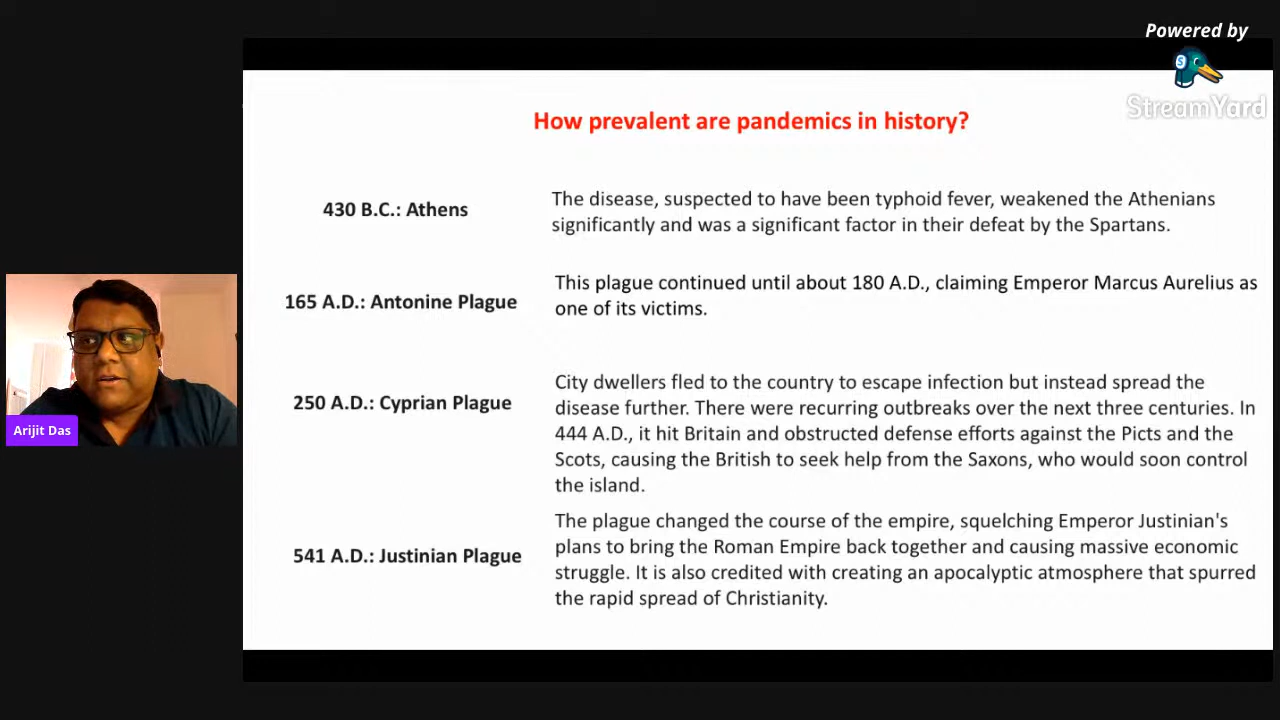 Powered by
StreamYard
How prevalent are pandemics in history?
430 B.C.: Athens
The disease, suspected to have been typhoid fever, weakened the Athenians
significantly and was a significant factor in their defeat by the Spartans.
165 A.D.: Antonine Plague
This plague continued until about 180 A.D., claiming Emperor Marcus Aurelius as
one of its victims.
250 A.D.: Cyprian Plague
City dwellers fled to the country to escape infection but instead spread the
disease further. There were recurring outbreaks over the next three centuries. In
444 A.D., it hit Britain and obstructed defense efforts against the Picts and the
Scots, causing the British to seek help from the Saxons, who would soon control
the island.
541 A.D.: Justinian Plague
The plague changed the course of the empire, squelching Emperor Justinian's
plans to bring the Roman Empire back together and causing massive economic
struggle. It is also credited with creating an apocalyptic atmosphere that spurred
the rapid spread of Christianity.
Arijit Das